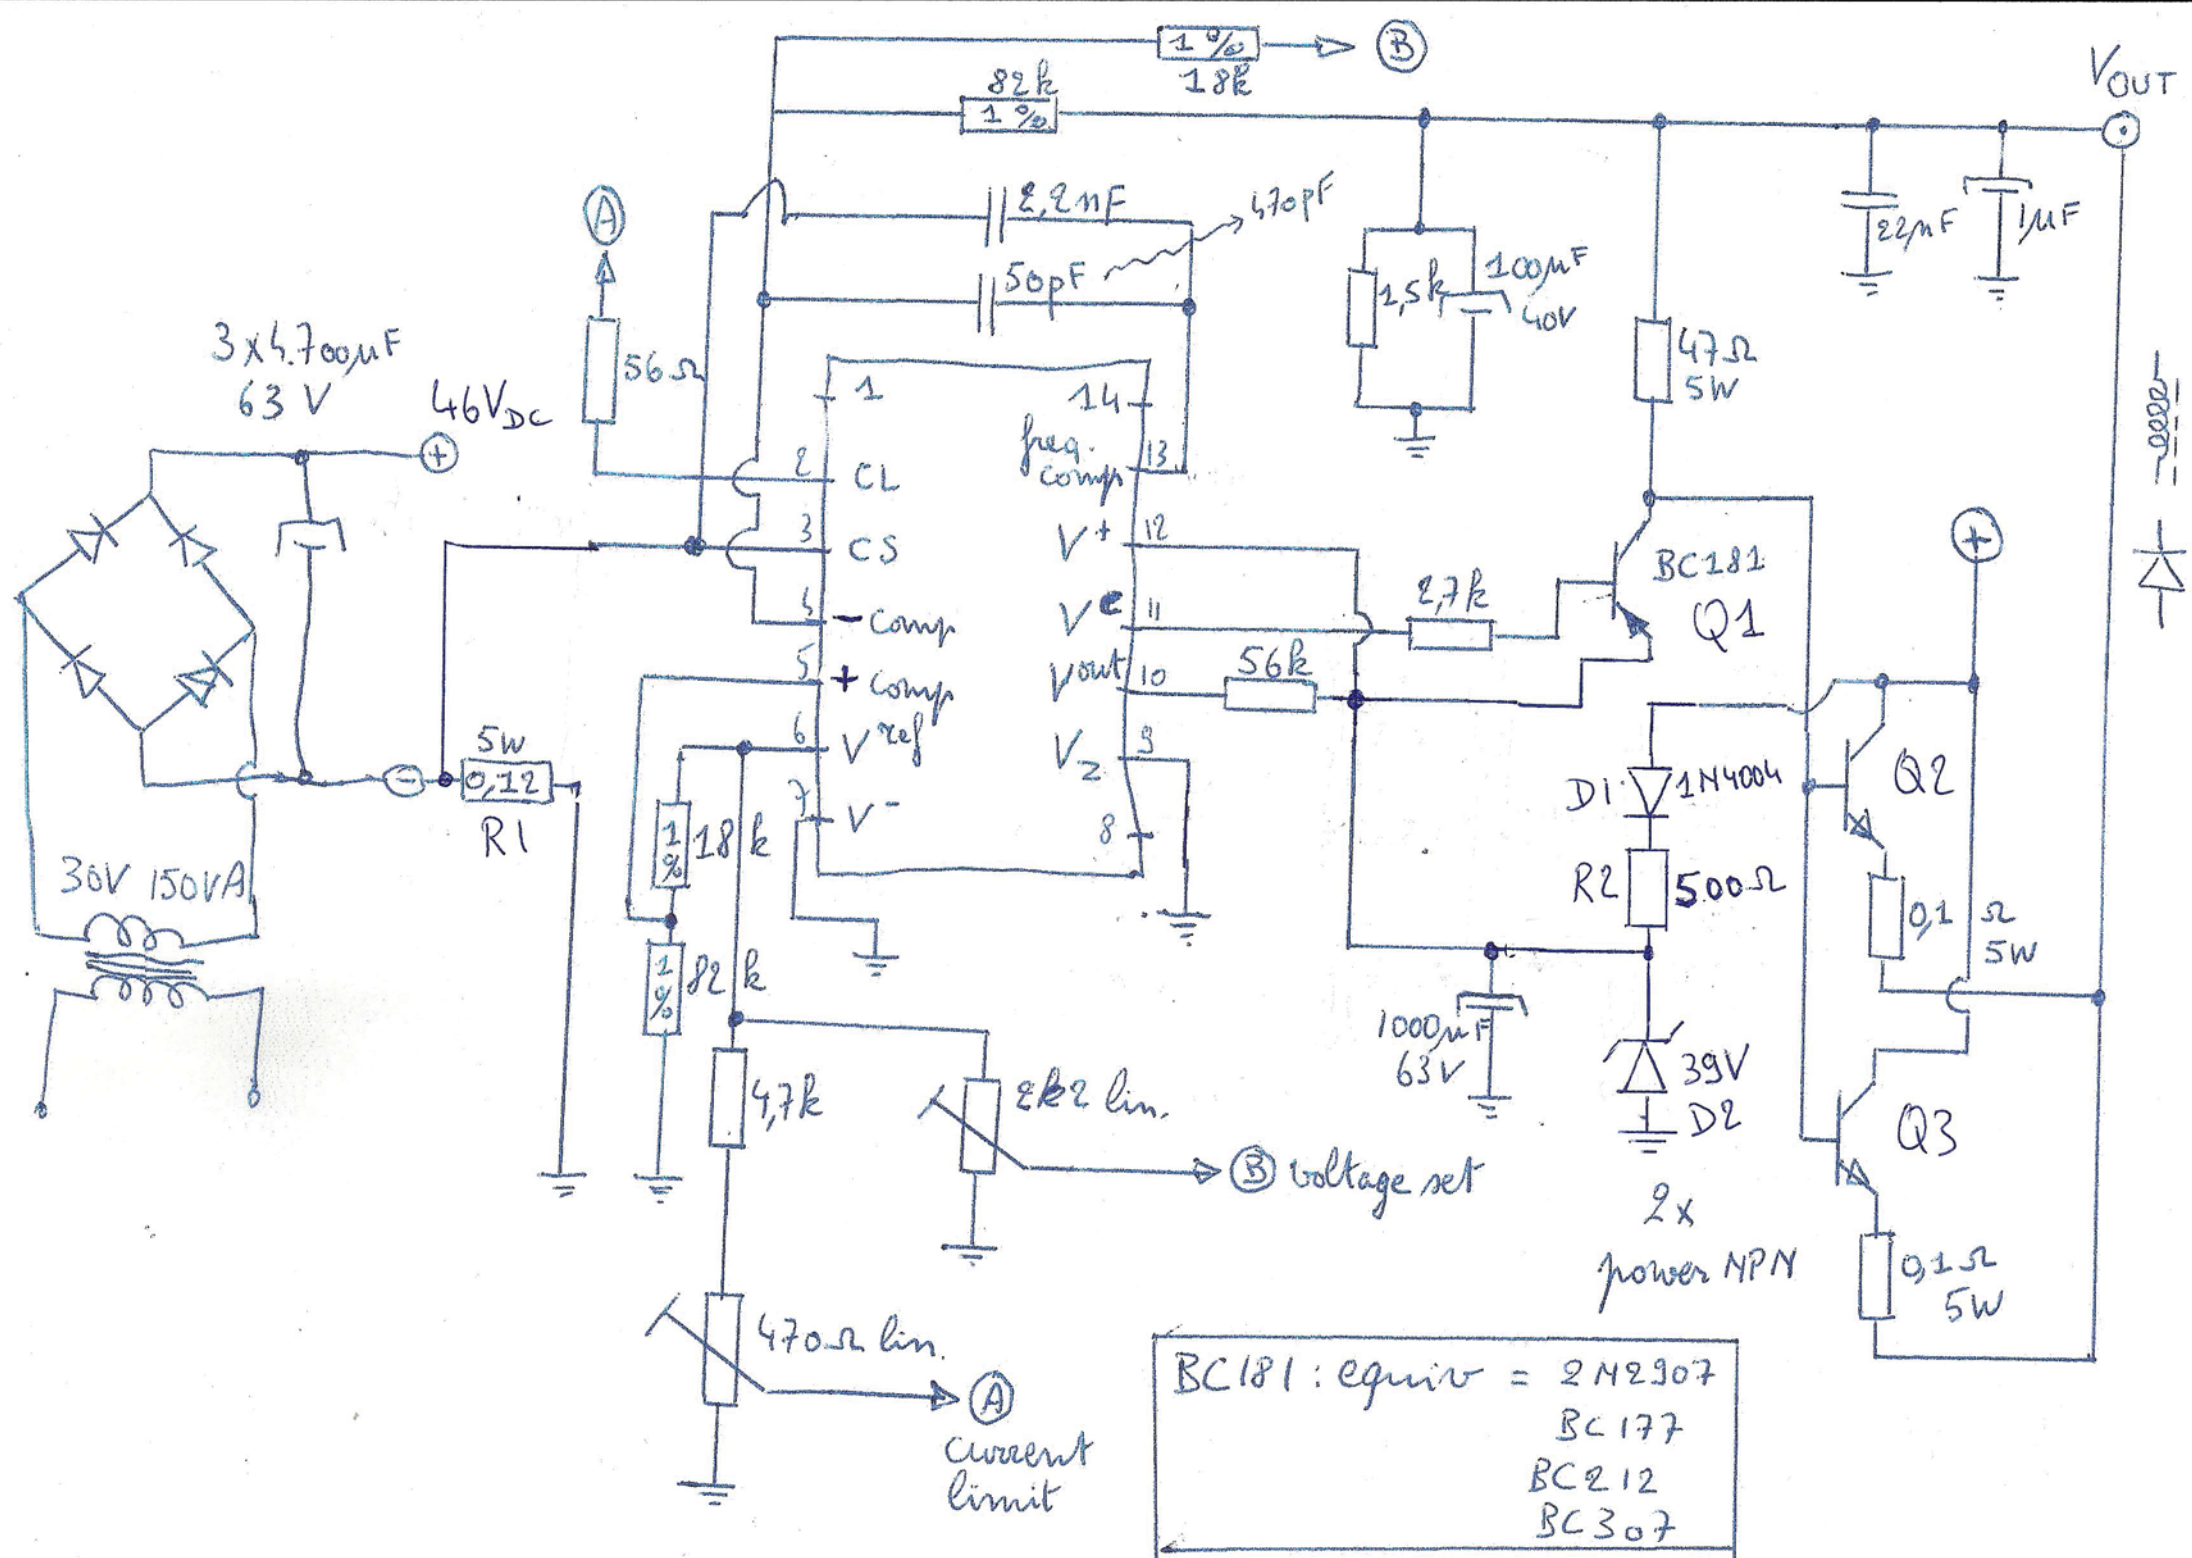 1%
18k
B
82k
1%
VOUT
A
2,2nF
470pF
50pF
22µF
1µF
3x4.700µF
63V
46VDC
56Ω
1,5k
100µF
40V
47Ω
5W
1
14
freq.
comp
13
2
CL
3
CS
V+
12
4
- comp
Vc
11
2,7k
BC181
Q1
+
5
+ comp
Vout
10
56k
6
Vref
VZ
9
7
V-
8
+
-
5W
0,12
R1
1%
18k
D1
1N4004
Q2
R2
500Ω
0,1Ω
5W
30V 150VA
1%
82k
1000µF
63V
39V
D2
4,7k
2k2 lin.
B voltage set
Q3
2x
power NPN
0,1Ω
5W
470Ω lin.
A
current
limit
BC181: equiv = 2N2907
BC177
BC212
BC307